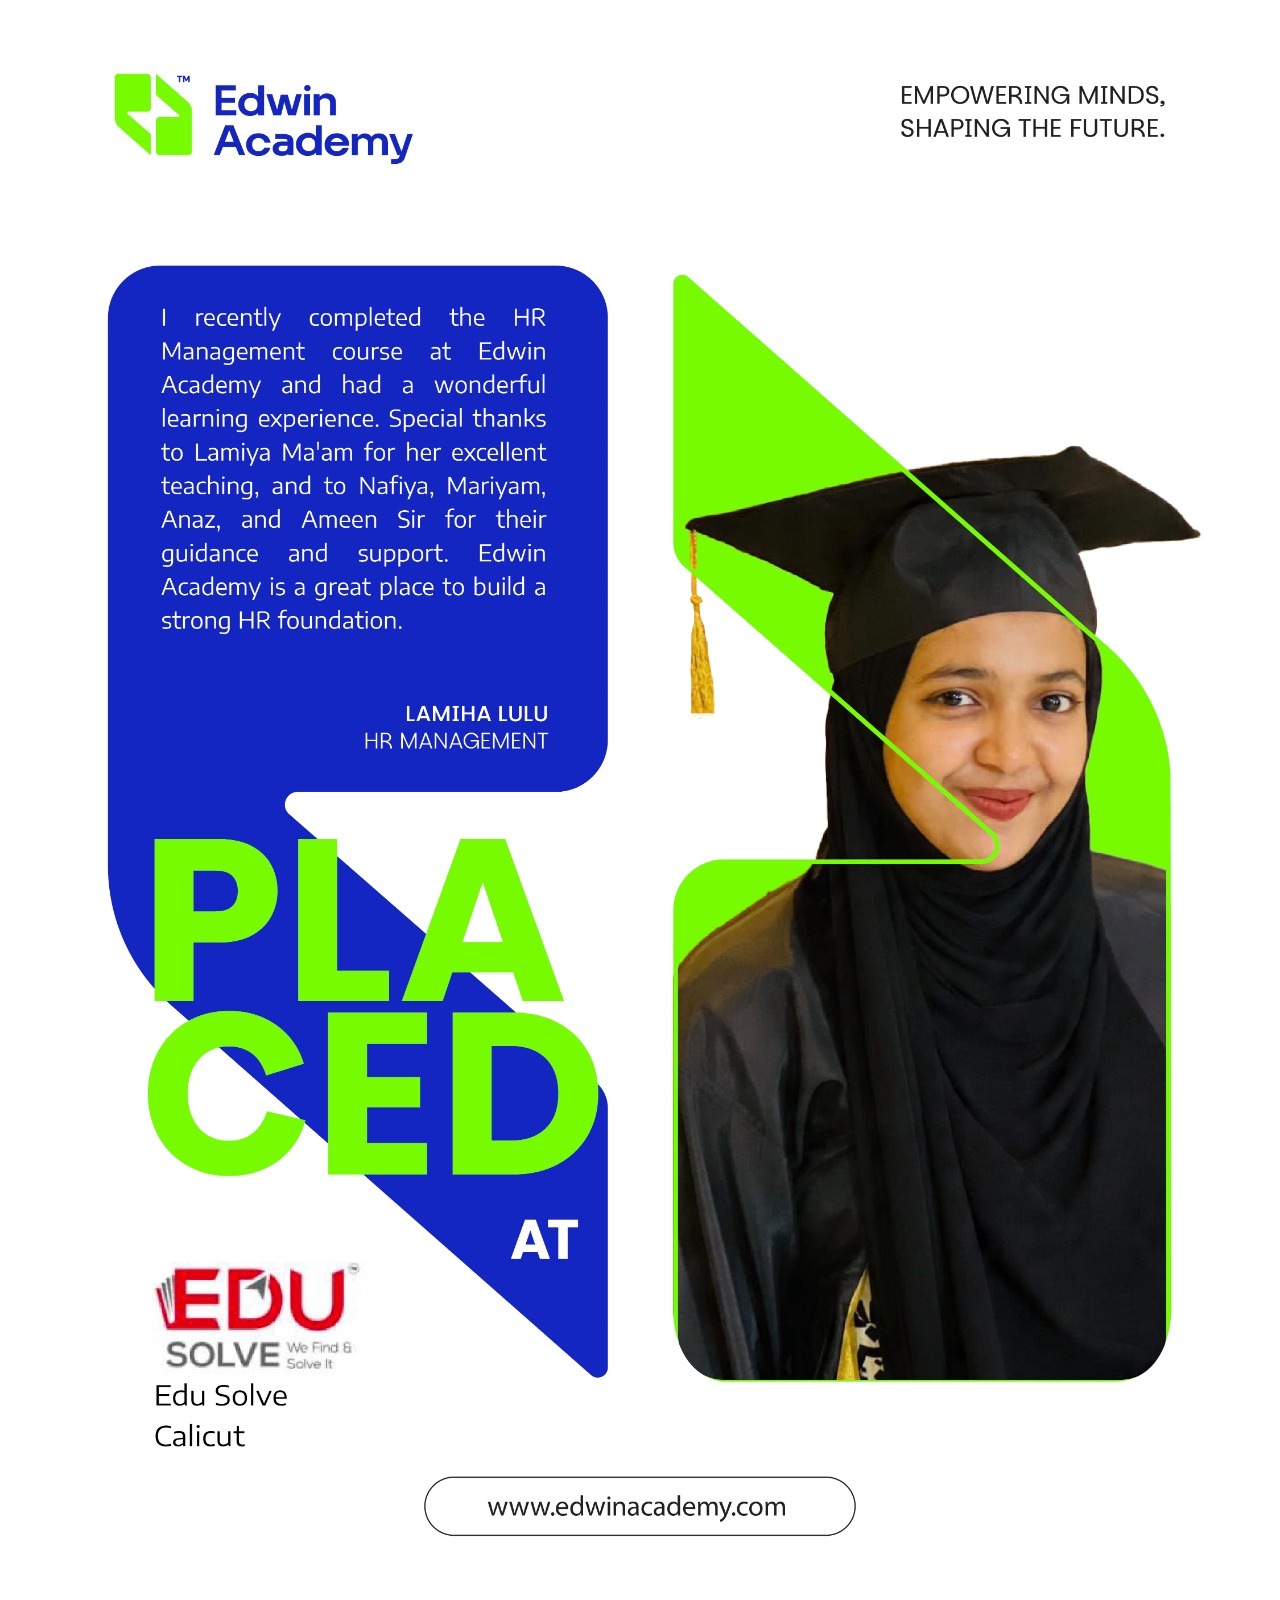 TM
Edwin
Academy
EMPOWERING MINDS,
SHAPING THE FUTURE.
I recently completed the HR
Management course at Edwin
Academy and had a wonderful
learning experience. Special thanks
to Lamiya Ma'am for her excellent
teaching, and to Nafiya, Mariyam,
Anaz, and Ameen Sir for their
guidance and support. Edwin
Academy is a great place to build a
strong HR foundation.
LAMIHA LULU
HR MANAGEMENT
PLA
CED
AT
EDU
SOLVE
We Find &
Solve It
Edu Solve
Calicut
www.edwinacademy.com